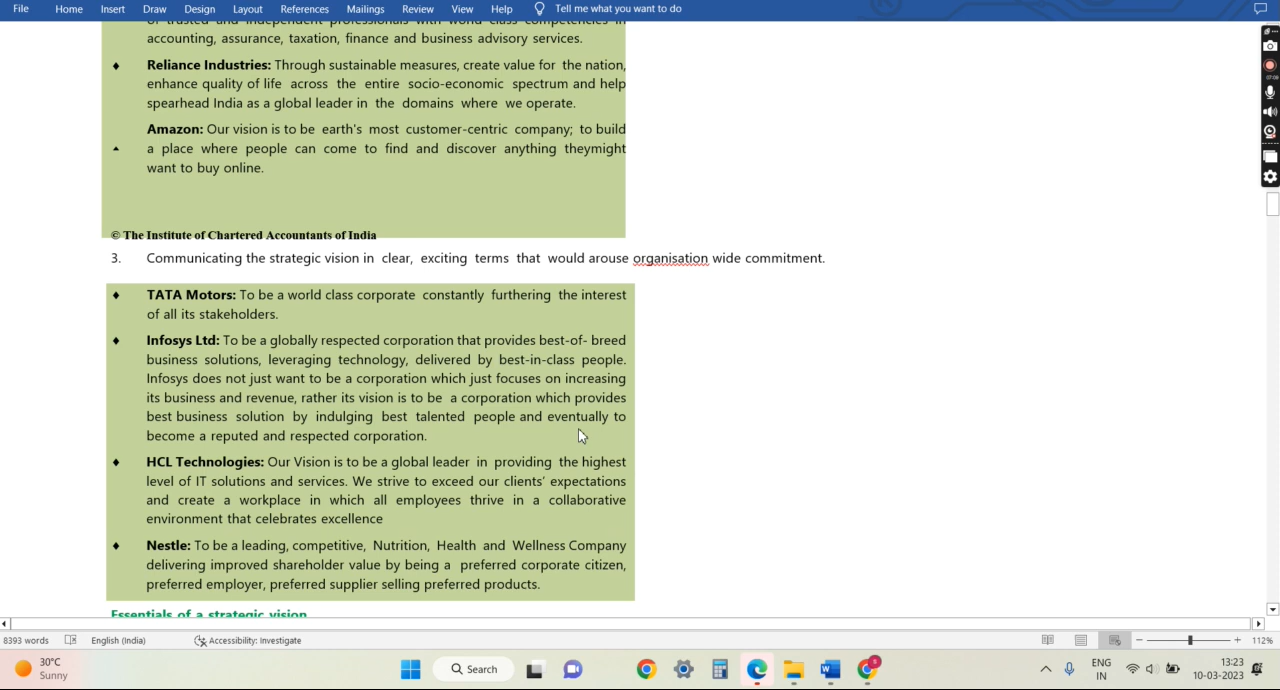 File Home Insert Draw Design Layout References Mailings Review View Help Tell me what you want to do
of trusted and independent professionals with world class competencies in
accounting, assurance, taxation, finance and business advisory services.
♦ Reliance Industries: Through sustainable measures, create value for the nation,
enhance quality of life across the entire socio-economic spectrum and help
spearhead India as a global leader in the domains where we operate.
Amazon: Our vision is to be earth's most customer-centric company; to build
a place where people can come to find and discover anything theymight
want to buy online.
© The Institute of Chartered Accountants of India
3. Communicating the strategic vision in clear, exciting terms that would arouse organisation wide commitment.
♦ TATA Motors: To be a world class corporate constantly furthering the interest
of all its stakeholders.
♦ Infosys Ltd: To be a globally respected corporation that provides best-of- breed
business solutions, leveraging technology, delivered by best-in-class people.
Infosys does not just want to be a corporation which just focuses on increasing
its business and revenue, rather its vision is to be a corporation which provides
best business solution by indulging best talented people and eventually to
become a reputed and respected corporation.
♦ HCL Technologies: Our Vision is to be a global leader in providing the highest
level of IT solutions and services. We strive to exceed our clients' expectations
and create a workplace in which all employees thrive in a collaborative
environment that celebrates excellence
♦ Nestle: To be a leading, competitive, Nutrition, Health and Wellness Company
delivering improved shareholder value by being a preferred corporate citizen,
preferred employer, preferred supplier selling preferred products.
Essentials of a strategic vision
8393 words English (India) Accessibility: Investigate 112%
30°C
Sunny
Search
ENG
IN
13:23
10-03-2023